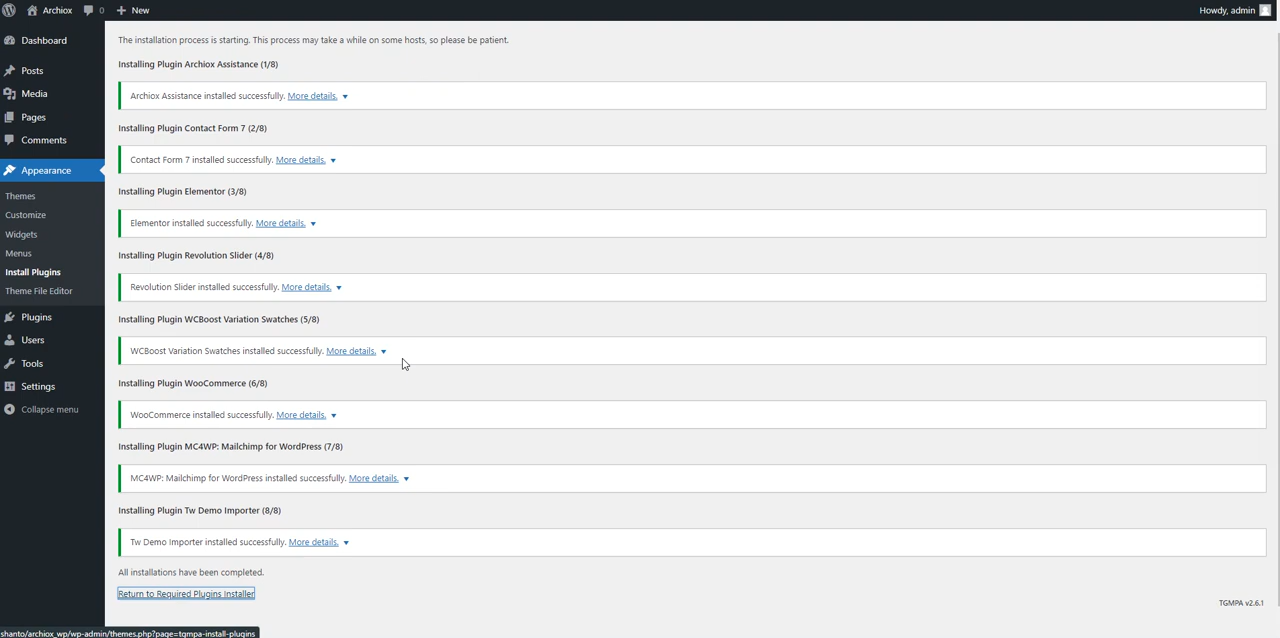 Archiox 0 New Howdy, admin
Dashboard
Posts
Media
Pages
Comments
Appearance
Themes
Customize
Widgets
Menus
Install Plugins
Theme File Editor
Plugins
Users
Tools
Settings
Collapse menu
The installation process is starting. This process may take a while on some hosts, so please be patient.
Installing Plugin Archiox Assistance (1/8)
Archiox Assistance installed successfully. More details.
Installing Plugin Contact Form 7 (2/8)
Contact Form 7 installed successfully. More details.
Installing Plugin Elementor (3/8)
Elementor installed successfully. More details.
Installing Plugin Revolution Slider (4/8)
Revolution Slider installed successfully. More details.
Installing Plugin WCBoost Variation Swatches (5/8)
WCBoost Variation Swatches installed successfully. More details.
Installing Plugin WooCommerce (6/8)
WooCommerce installed successfully. More details.
Installing Plugin MC4WP: Mailchimp for WordPress (7/8)
MC4WP: Mailchimp for WordPress installed successfully. More details.
Installing Plugin Tw Demo Importer (8/8)
Tw Demo Importer installed successfully. More details.
All installations have been completed.
Return to Required Plugins Installer
TGMPA v2.6.1
shanto/archiox_wp/wp-admin/themes.php?page=tgmpa-install-plugins